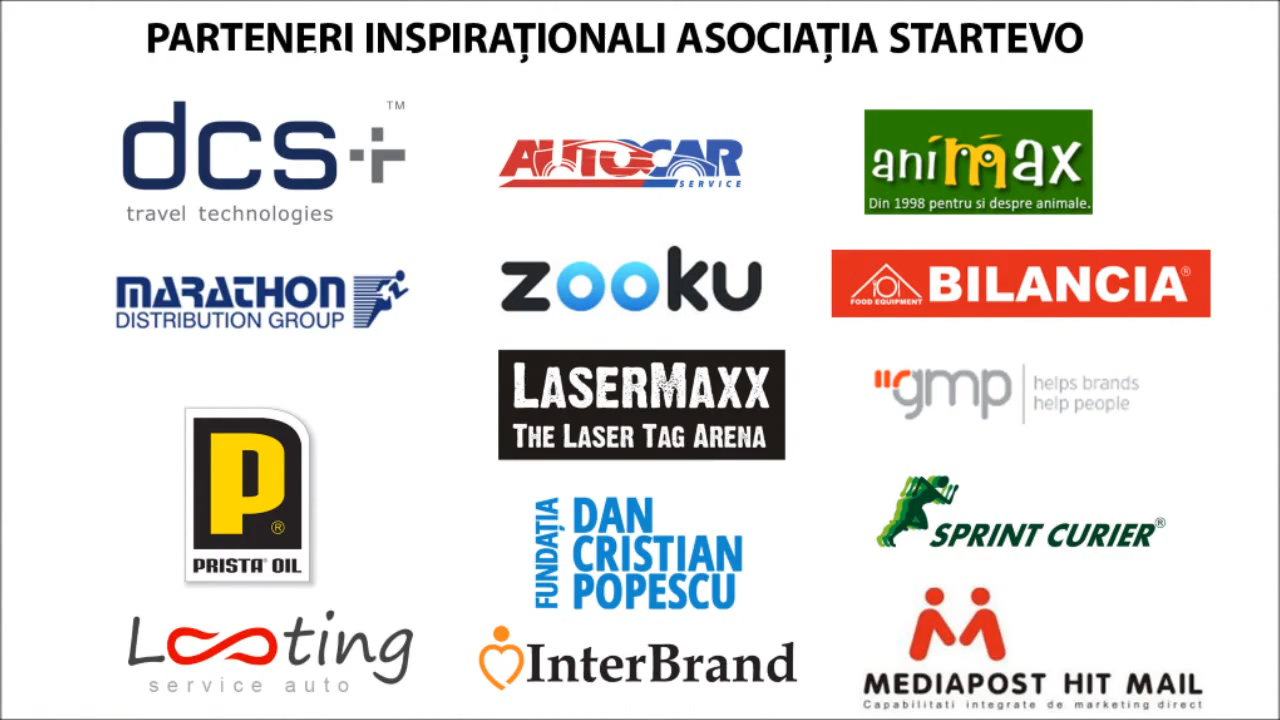 PARTENERI INSPIRAȚIONALI ASOCIAȚIA STARTEVO
dcs+ ™
travel technologies
AUTOCAR
SERVICE
animax
Din 1998 pentru si despre animale.
MARATHON
DISTRIBUTION GROUP
zooku
FOOD EQUIPMENT
BILANCIA®
LASERMAXX
THE LASER TAG ARENA
gmp
helps brands
help people
P ®
PRISTA® OIL
FUNDAȚIA
DAN
CRISTIAN
POPESCU
SPRINT CURIER®
Looting
service auto
InterBrand
MEDIAPOST HIT MAIL
Capabilitati integrate de marketing direct